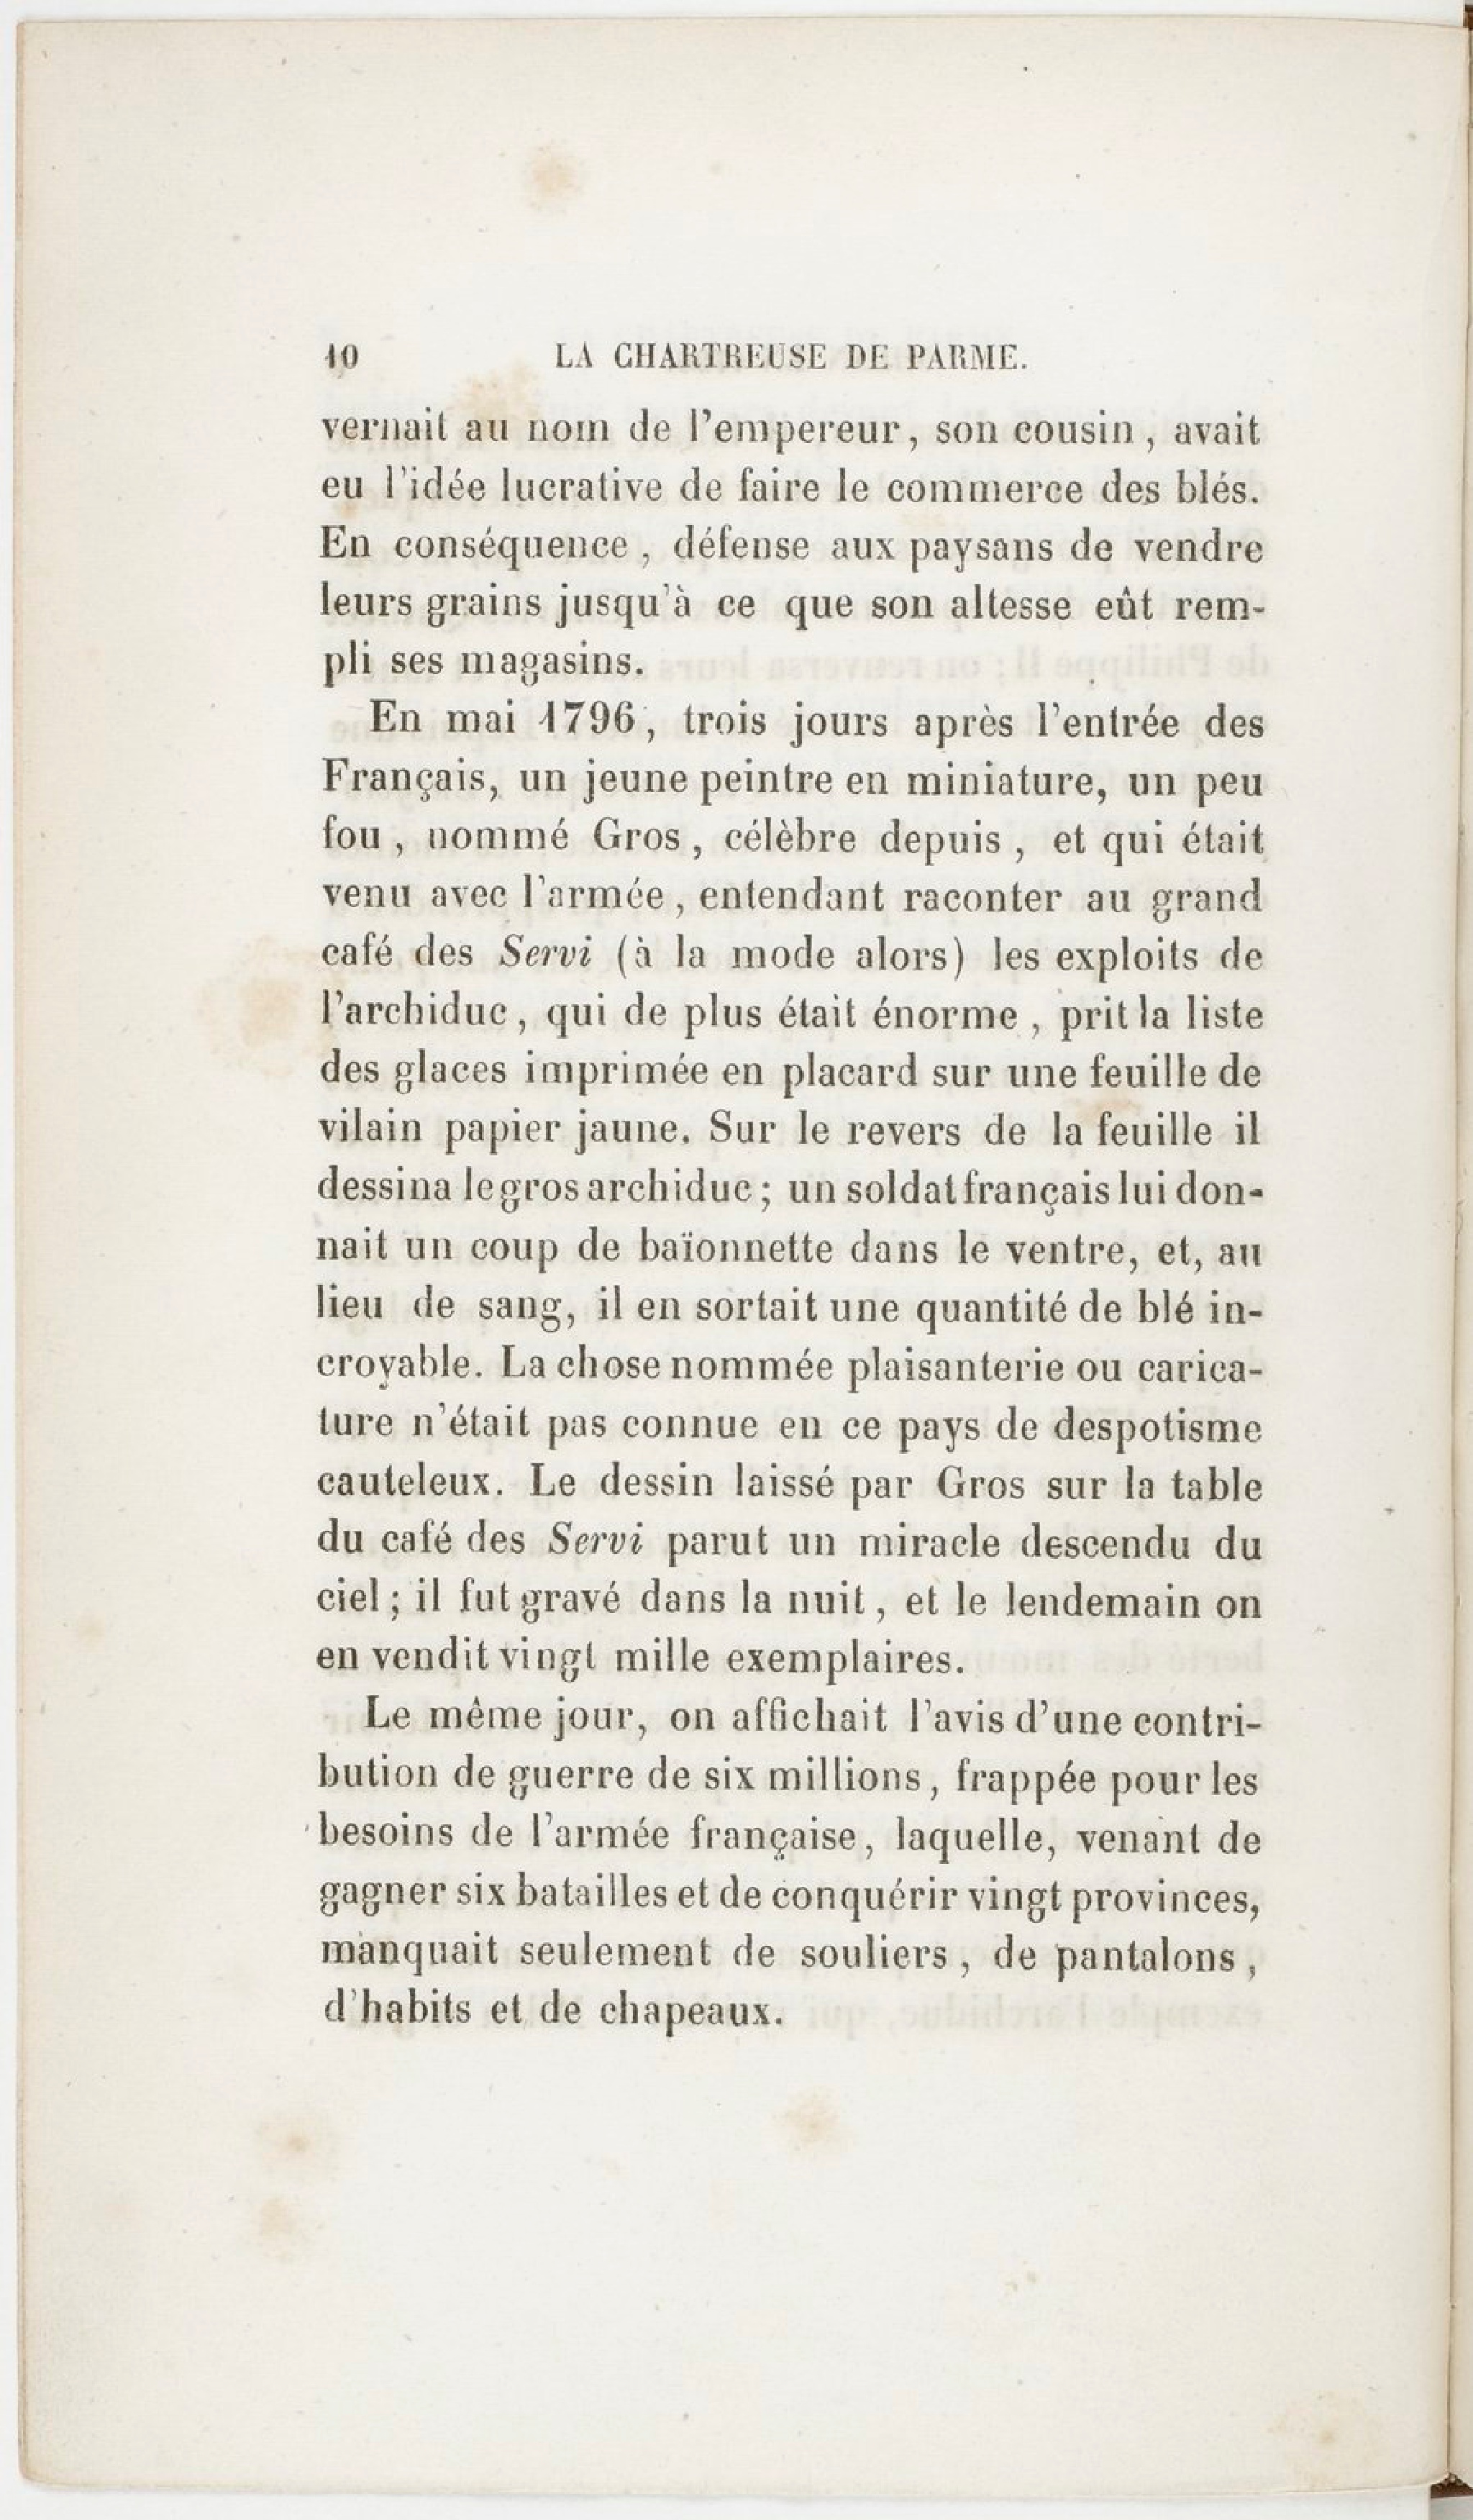 10 LA CHARTREUSE DE PARME.
vernait au nom de l'empereur, son cousin, avait
eu l'idée lucrative de faire le commerce des blés.
En conséquence, défense aux paysans de vendre
leurs grains jusqu'à ce que son altesse eût rem-
pli ses magasins.
En mai 1796, trois jours après l'entrée des
Français, un jeune peintre en miniature, un peu
fou, nommé Gros, célèbre depuis, et qui était
venu avec l'armée, entendant raconter au grand
café des Servi (à la mode alors) les exploits de
l'archiduc, qui de plus était énorme, prit la liste
des glaces imprimée en placard sur une feuille de
vilain papier jaune. Sur le revers de la feuille il
dessina le gros archiduc; un soldat français lui don-
nait un coup de baïonnette dans le ventre, et, au
lieu de sang, il en sortait une quantité de blé in-
croyable. La chose nommée plaisanterie ou carica-
ture n'était pas connue en ce pays de despotisme
cauteleux. Le dessin laissé par Gros sur la table
du café des Servi parut un miracle descendu du
ciel; il fut gravé dans la nuit, et le lendemain on
en vendit vingt mille exemplaires.
Le même jour, on affichait l'avis d'une contri-
bution de guerre de six millions, frappée pour les
besoins de l'armée française, laquelle, venant de
gagner six batailles et de conquérir vingt provinces,
manquait seulement de souliers, de pantalons,
d'habits et de chapeaux.